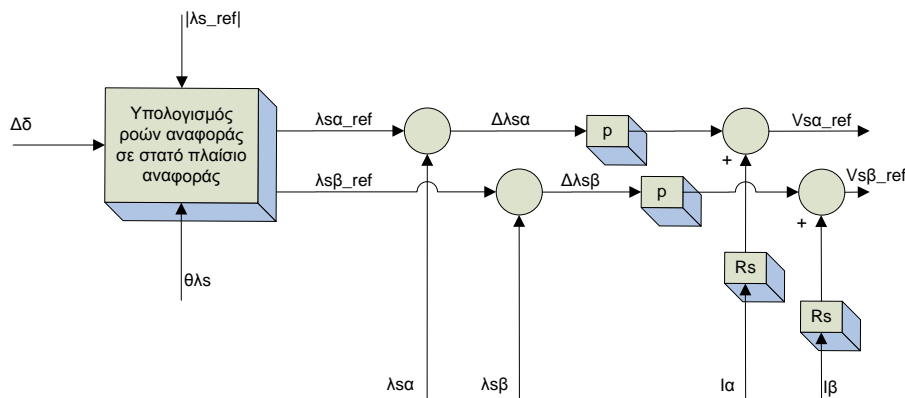 |λs_ref|
Δδ
Υπολογισμός
ροών αναφοράς
σε στατό πλαίσιο
αναφοράς
λsα_ref
Δλsα
p
Vsα_ref
+
λsβ_ref
Δλsβ
p
Vsβ_ref
+
θλs
Rs
Rs
λsα
λsβ
Iα
Iβ